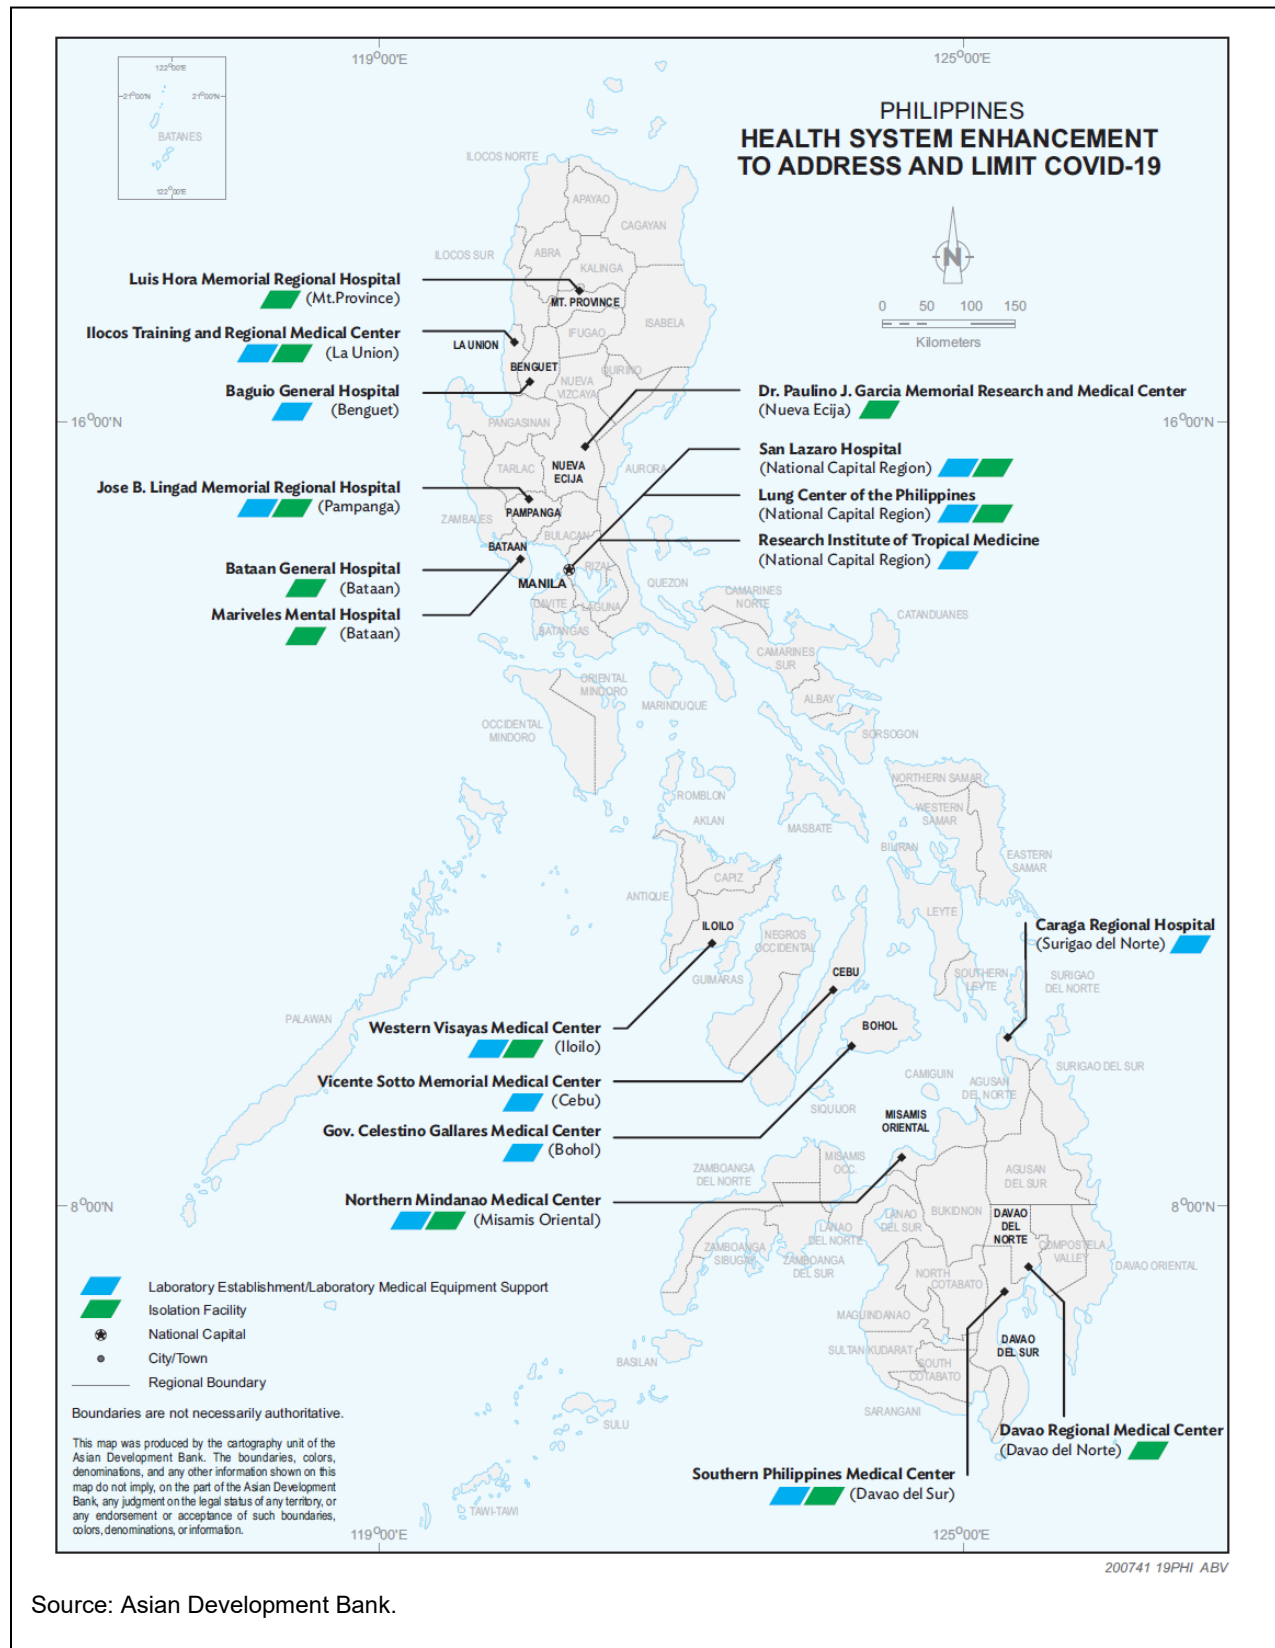 119⁰00'E
125⁰00'E
122⁰00'E
21⁰00'N
21⁰00'N
BATANES
122⁰00'E
PHILIPPINES
HEALTH SYSTEM ENHANCEMENT
TO ADDRESS AND LIMIT COVID-19
N
0 50 100 150
Kilometers
ILOCOS NORTE
APAYAO
CAGAYAN
ILOCOS SUR
ABRA
KALINGA
MT. PROVINCE
IFUGAO
ISABELA
LA UNION
BENGUET
QUIRINO
NUEVA
VIZCAYA
PANGASINAN
TARLAC
NUEVA
ECIJA
AURORA
ZAMBALES
PAMPANGA
BULACAN
BATAAN
RIZAL
MANILA
CAVITE
LAGUNA
QUEZON
BATANGAS
Luis Hora Memorial Regional Hospital
(Mt.Province)
Ilocos Training and Regional Medical Center
(La Union)
Baguio General Hospital
(Benguet)
16⁰00'N
16⁰00'N
Jose B. Lingad Memorial Regional Hospital
(Pampanga)
Bataan General Hospital
(Bataan)
Mariveles Mental Hospital
(Bataan)
Dr. Paulino J. Garcia Memorial Research and Medical Center
(Nueva Ecija)
San Lazaro Hospital
(National Capital Region)
Lung Center of the Philippines
(National Capital Region)
Research Institute of Tropical Medicine
(National Capital Region)
CAMARINES
NORTE
CATANDUANES
CAMARINES
SUR
ALBAY
SORSOGON
ORIENTAL
MINDORO
MARINDUQUE
OCCIDENTAL
MINDORO
ROMBLON
AKLAN
MASBATE
NORTHERN SAMAR
WESTERN
SAMAR
BILIRAN
EASTERN
SAMAR
CAPIZ
ANTIQUE
LEYTE
ILOILO
NEGROS
OCCIDENTAL
GUIMARAS
CEBU
SOUTHERN
LEYTE
SURIGAO
DEL NORTE
Caraga Regional Hospital
(Surigao del Norte)
PALAWAN
BOHOL
Western Visayas Medical Center
(Iloilo)
Vicente Sotto Memorial Medical Center
(Cebu)
Gov. Celestino Gallares Medical Center
(Bohol)
Northern Mindanao Medical Center
(Misamis Oriental)
SURIGAO DEL SUR
CAMIGUIN
AGUSAN
DEL NORTE
SIQUIJOR
MISAMIS
ORIENTAL
MISAMIS
OCC.
ZAMBOANGA
DEL NORTE
AGUSAN
DEL SUR
8⁰00'N
8⁰00'N
LANAO
DEL SUR
BUKIDNON
DAVAO
DEL
NORTE
LANAO
DEL NORTE
ZAMBOANGA
SIBUGAY
ZAMBOANGA
DEL SUR
COMPOSTELA
VALLEY
DAVAO ORIENTAL
NORTH
COTABATO
MAGUINDANAO
SULTAN KUDARAT
DAVAO
DEL SUR
SOUTH
COTABATO
BASILAN
SARANGANI
SULU
TAWI-TAWI
Davao Regional Medical Center
(Davao del Norte)
Southern Philippines Medical Center
(Davao del Sur)
Laboratory Establishment/Laboratory Medical Equipment Support
Isolation Facility
National Capital
City/Town
Regional Boundary
Boundaries are not necessarily authoritative.
This map was produced by the cartography unit of the
Asian Development Bank. The boundaries, colors,
denominations, and any other information shown on this
map do not imply, on the part of the Asian Development
Bank, any judgment on the legal status of any territory, or
any endorsement or acceptance of such boundaries,
colors, denominations, or information.
119⁰00'E
125⁰00'E
200741 19PHI ABV
Source: Asian Development Bank.